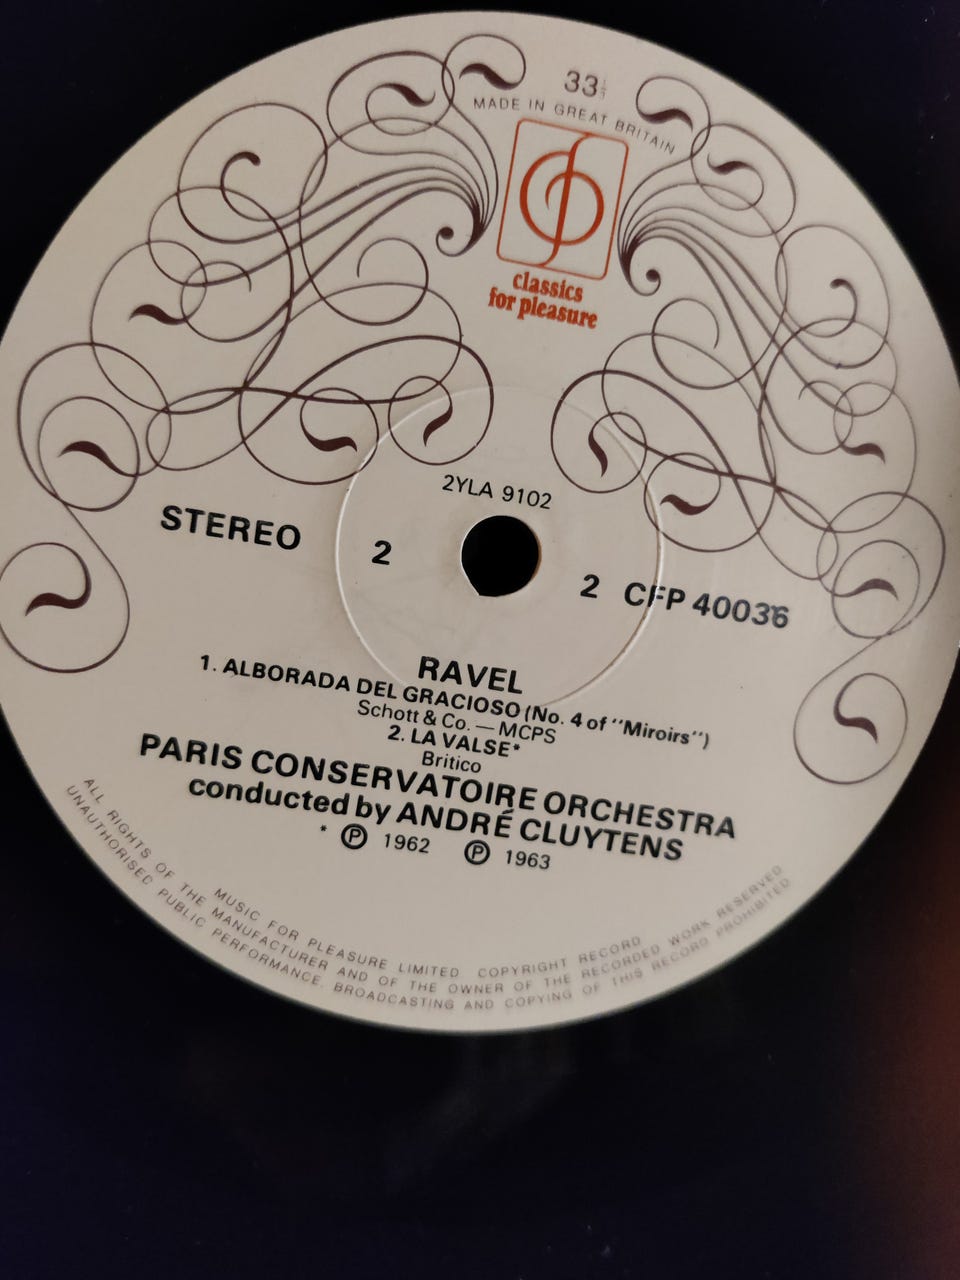 33⅓
MADE IN GREAT BRITAIN
classics
for pleasure
2YLA 9102
STEREO 2 2 CFP 40036
RAVEL
1. ALBORADA DEL GRACIOSO (No. 4 of "Miroirs")
Schott & Co. — MCPS
2. LA VALSE*
Britico
PARIS CONSERVATOIRE ORCHESTRA
conducted by ANDRÉ CLUYTENS
* ℗ 1962 ℗ 1963
MUSIC FOR PLEASURE LIMITED COPYRIGHT RECORD
ALL RIGHTS OF THE MANUFACTURER AND OF THE OWNER OF THE RECORDED WORK RESERVED
UNAUTHORISED PUBLIC PERFORMANCE, BROADCASTING AND COPYING OF THIS RECORD PROHIBITED